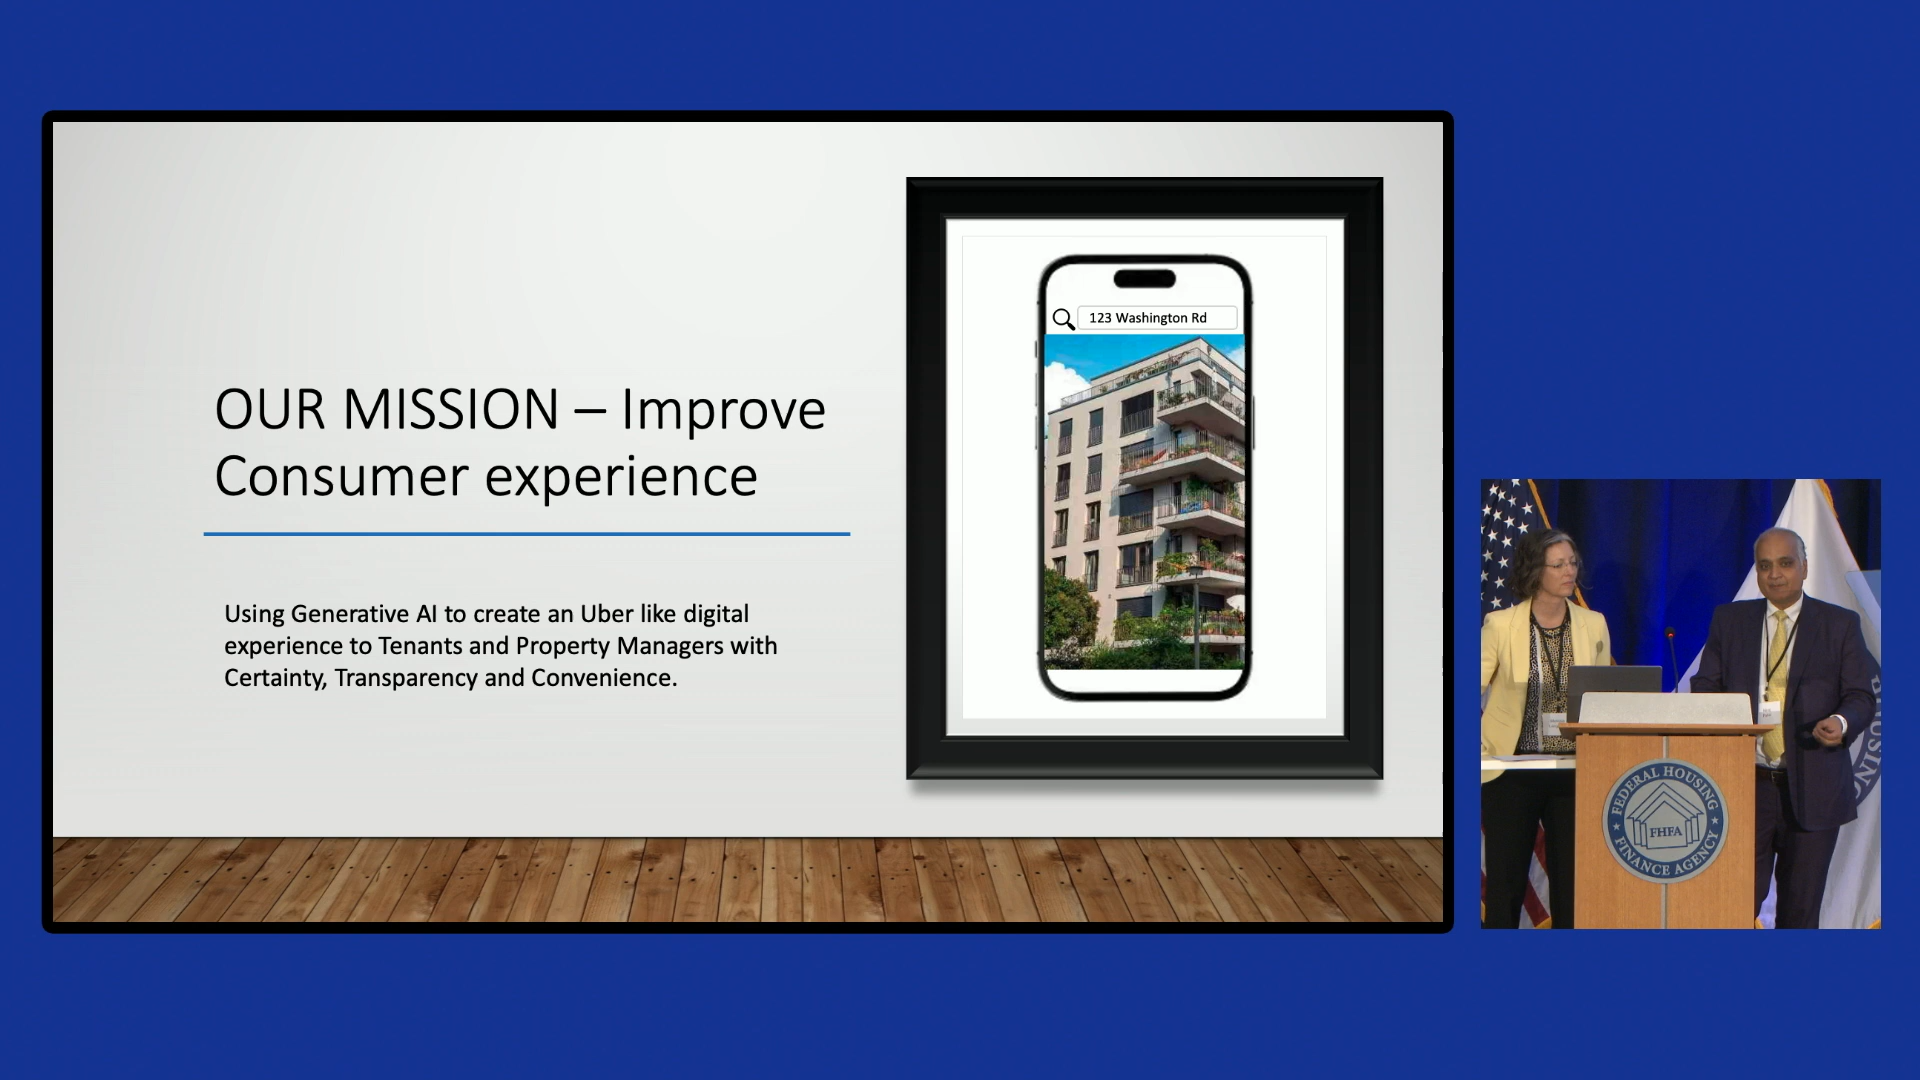 OUR MISSION – Improve
Consumer experience
Using Generative AI to create an Uber like digital
experience to Tenants and Property Managers with
Certainty, Transparency and Convenience.
123 Washington Rd
FEDERAL HOUSING
FHFA
FINANCE AGENCY